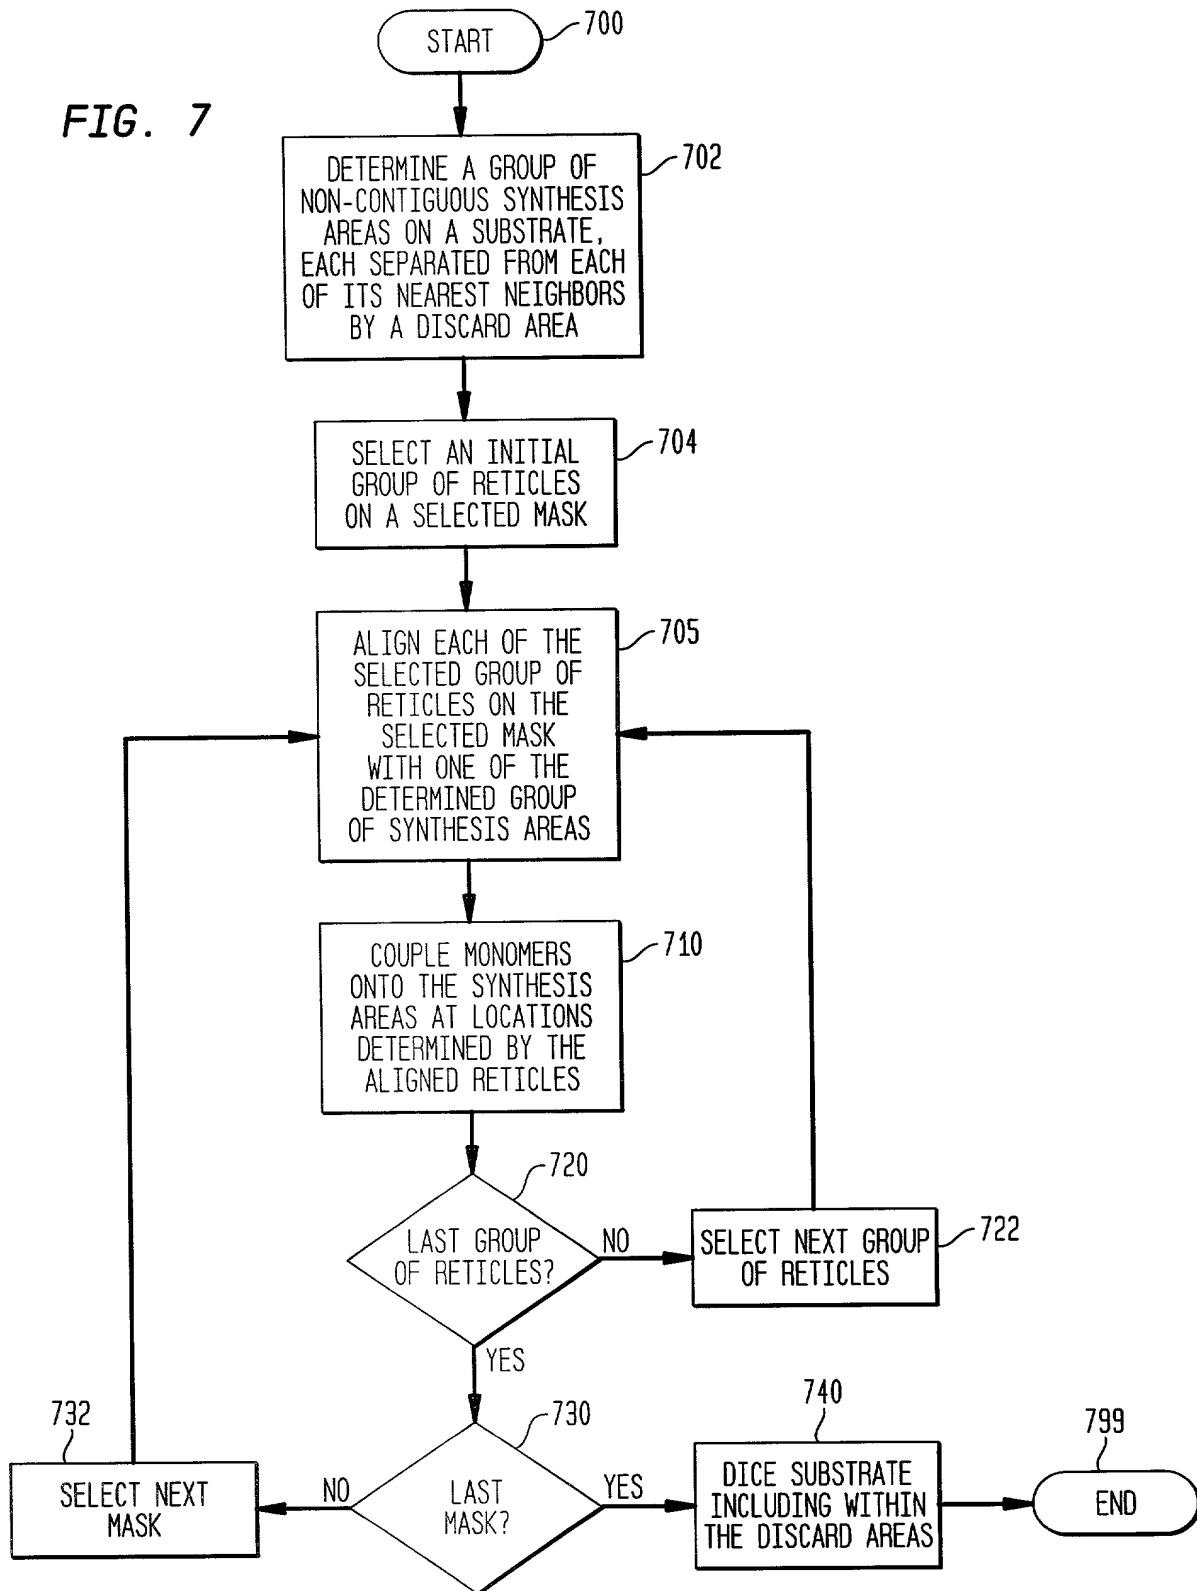 START
700
FIG. 7
DETERMINE A GROUP OF
NON-CONTIGUOUS SYNTHESIS
AREAS ON A SUBSTRATE,
EACH SEPARATED FROM EACH
OF ITS NEAREST NEIGHBORS
BY A DISCARD AREA
702
SELECT AN INITIAL
GROUP OF RETICLES
ON A SELECTED MASK
704
ALIGN EACH OF THE
SELECTED GROUP OF
RETICLES ON THE
SELECTED MASK
WITH ONE OF THE
DETERMINED GROUP
OF SYNTHESIS AREAS
705
COUPLE MONOMERS
ONTO THE SYNTHESIS
AREAS AT LOCATIONS
DETERMINED BY THE
ALIGNED RETICLES
710
LAST GROUP
OF RETICLES?
720
NO
SELECT NEXT GROUP
OF RETICLES
722
YES
LAST
MASK?
730
NO
SELECT NEXT
MASK
732
YES
DICE SUBSTRATE
INCLUDING WITHIN
THE DISCARD AREAS
740
END
799